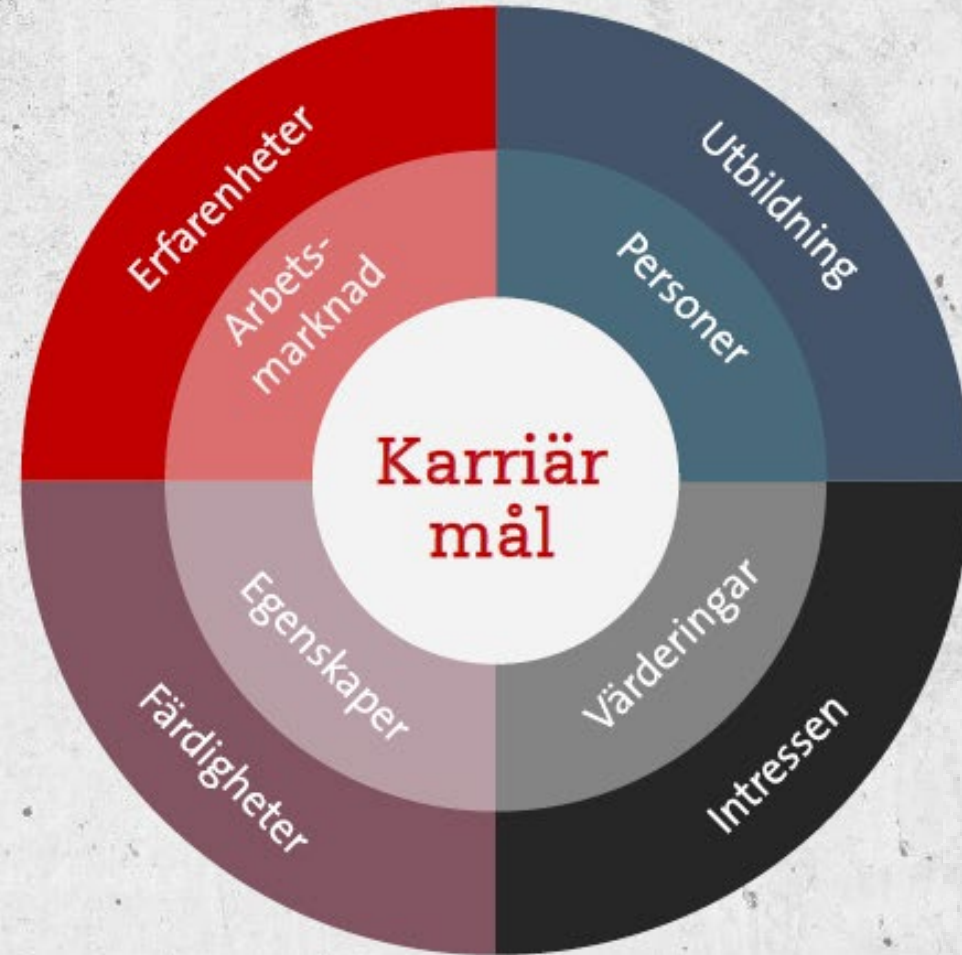 Erfarenheter
Utbildning
Arbets-
marknad
Personer
Karriär
mål
Egenskaper
Värderingar
Färdigheter
Intressen